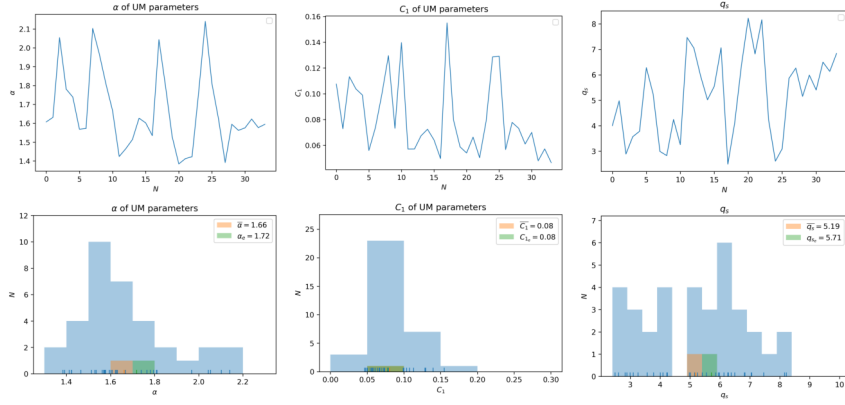 α of UM parameters
2.1
2.0
1.9
1.8
1.7
1.6
1.5
1.4
α
0 5 10 15 20 25 30
N
C₁ of UM parameters
0.16
0.14
0.12
0.10
0.08
0.06
C₁
0 5 10 15 20 25 30
N
qₛ
8
7
6
5
4
3
qₛ
0 5 10 15 20 25 30
N
α of UM parameters
12
10
8
6
4
2
0
N
1.4 1.6 1.8 2.0 2.2
α
ᾱ = 1.66
αₑ = 1.72
C₁ of UM parameters
25
20
15
10
5
0
N
0.00 0.05 0.10 0.15 0.20 0.25 0.30
C₁
C̅₁ = 0.08
C₁ₑ = 0.08
qₛ
7
6
5
4
3
2
1
0
N
3 4 5 6 7 8 9 10
qₛ
q̅ₛ = 5.19
qₛₑ = 5.71